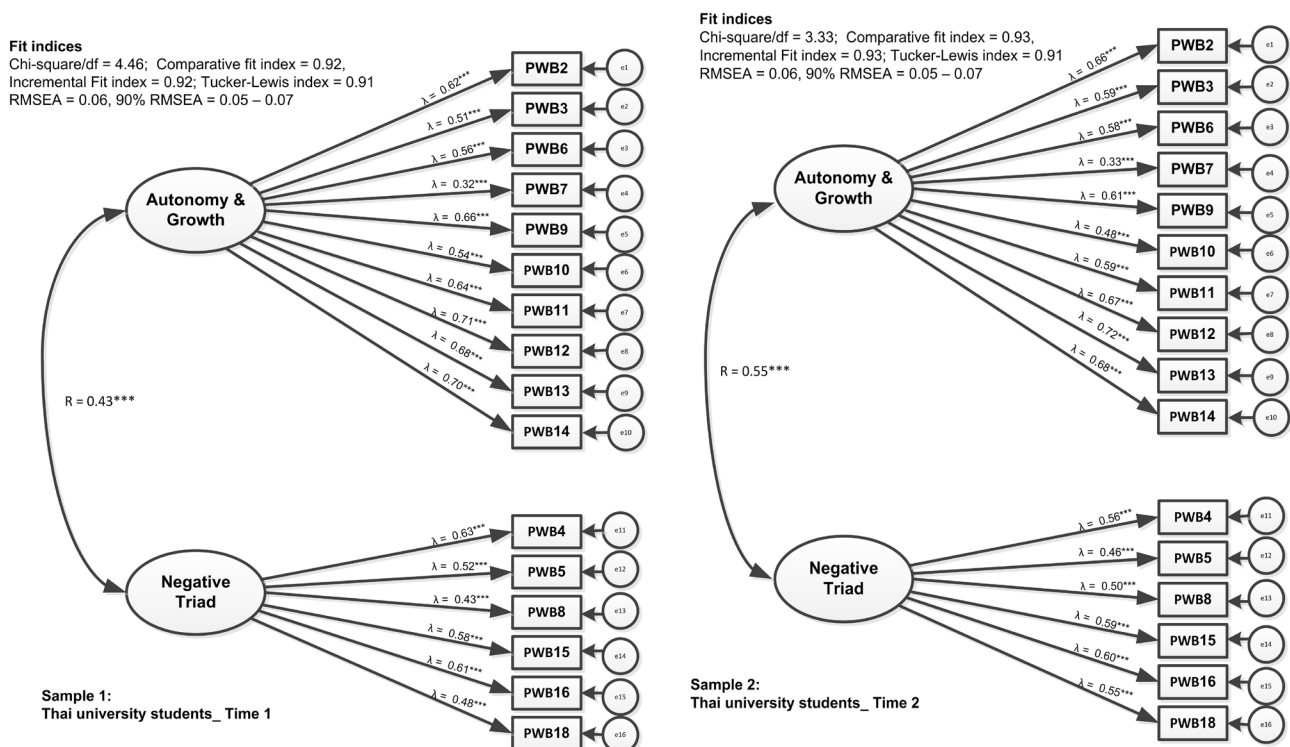 Fit indices
Chi-square/df = 4.46;  Comparative fit index = 0.92,
Incremental Fit index = 0.92; Tucker-Lewis index = 0.91
RMSEA = 0.06, 90% RMSEA = 0.05 – 0.07
Autonomy &
Growth
λ = 0.62***
PWB2
e1
λ = 0.51***
PWB3
e2
λ = 0.56***
PWB6
e3
λ = 0.32***
PWB7
e4
λ = 0.66***
PWB9
e5
λ = 0.54***
PWB10
e6
λ = 0.64***
PWB11
e7
λ = 0.71***
PWB12
e8
λ = 0.68***
PWB13
e9
λ = 0.70***
PWB14
e10
R = 0.43***
Negative
Triad
λ = 0.63***
PWB4
e11
λ = 0.52***
PWB5
e12
λ = 0.43***
PWB8
e13
λ = 0.58***
PWB15
e14
λ = 0.61***
PWB16
e15
λ = 0.48***
PWB18
e16
Sample 1:
Thai university students_ Time 1
Fit indices
Chi-square/df = 3.33;  Comparative fit index = 0.93,
Incremental Fit index = 0.93; Tucker-Lewis index = 0.91
RMSEA = 0.06, 90% RMSEA = 0.05 – 0.07
Autonomy &
Growth
λ = 0.66***
PWB2
e1
λ = 0.59***
PWB3
e2
λ = 0.58***
PWB6
e3
λ = 0.33***
PWB7
e4
λ = 0.61***
PWB9
e5
λ = 0.48***
PWB10
e6
λ = 0.59***
PWB11
e7
λ = 0.67***
PWB12
e8
λ = 0.72***
PWB13
e9
λ = 0.68***
PWB14
e10
R = 0.55***
Negative
Triad
λ = 0.56***
PWB4
e11
λ = 0.46***
PWB5
e12
λ = 0.50***
PWB8
e13
λ = 0.59***
PWB15
e14
λ = 0.60***
PWB16
e15
λ = 0.55***
PWB18
e16
Sample 2:
Thai university students_ Time 2